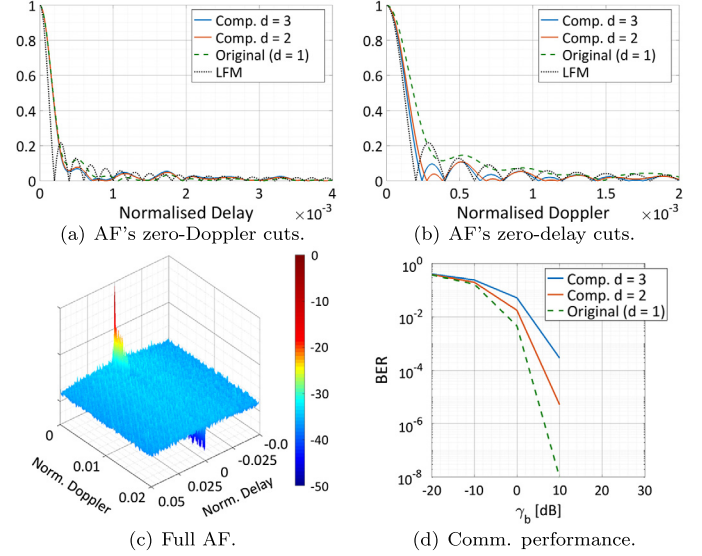 1
0.8
0.6
0.4
0.2
0
0
1
2
3
4
×10⁻³
Normalised Delay
Comp. d = 3
Comp. d = 2
Original (d = 1)
LFM
(a) AF's zero-Doppler cuts.
1
0.8
0.6
0.4
0.2
0
0
0.5
1
1.5
2
×10⁻³
Normalised Doppler
Comp. d = 3
Comp. d = 2
Original (d = 1)
LFM
(b) AF's zero-delay cuts.
0
0.01
0.02
Norm. Doppler
0.05
0.025
0
-0.025
-0.0
Norm. Delay
0
-10
-20
-30
-40
-50
(c) Full AF.
10⁰
10⁻²
10⁻⁴
10⁻⁶
10⁻⁸
BER
-20
-10
0
10
20
30
γb [dB]
Comp. d = 3
Comp. d = 2
Original (d = 1)
(d) Comm. performance.